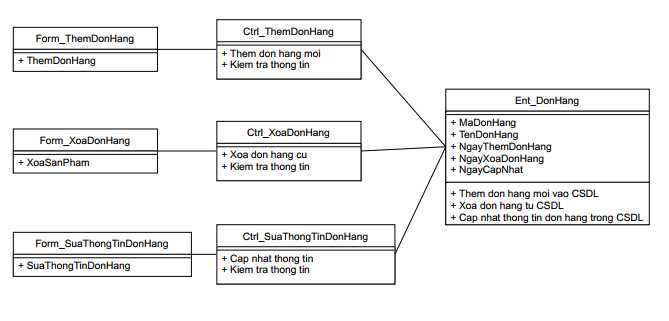 Form_ThemDonHang
+ ThemDonHang
Ctrl_ThemDonHang
+ Them don hang moi
+ Kiem tra thong tin
Form_XoaDonHang
+ XoaSanPham
Ctrl_XoaDonHang
+ Xoa don hang cu
+ Kiem tra thong tin
Form_SuaThongTinDonHang
+ SuaThongTinDonHang
Ctrl_SuaThongTinDonHang
+ Cap nhat thong tin
+ Kiem tra thong tin
Ent_DonHang
+ MaDonHang
+ TenDonHang
+ NgayThemDonHang
+ NgayXoaDonHang
+ NgayCapNhat
+ Them don hang moi vao CSDL
+ Xoa don hang tu CSDL
+ Cap nhat thong tin don hang trong CSDL